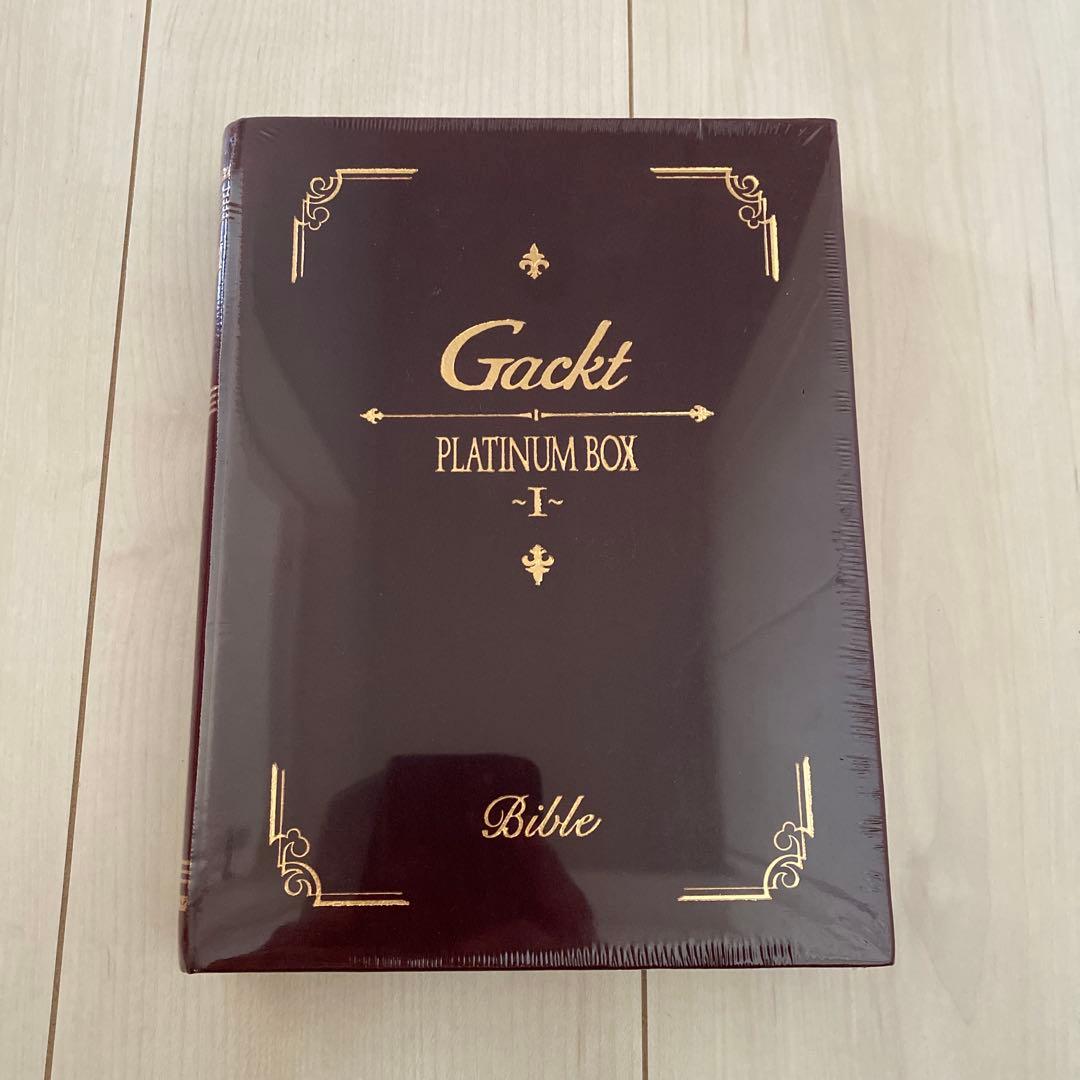 Gackt
PLATINUM BOX
~I~
Bible